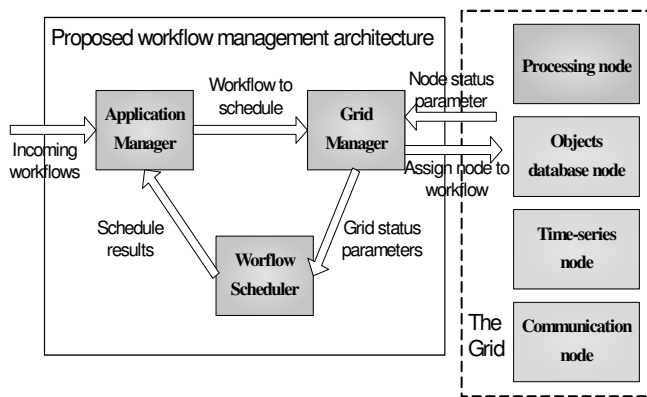 Proposed workflow management architecture
Incoming
workflows
Application
Manager
Workflow to
schedule
Grid
Manager
Node status
parameter
Assign node to
workflow
Schedule
results
Grid status
parameters
Worflow
Scheduler
Processing node
Objects
database node
Time-series
node
Communication
node
The
Grid